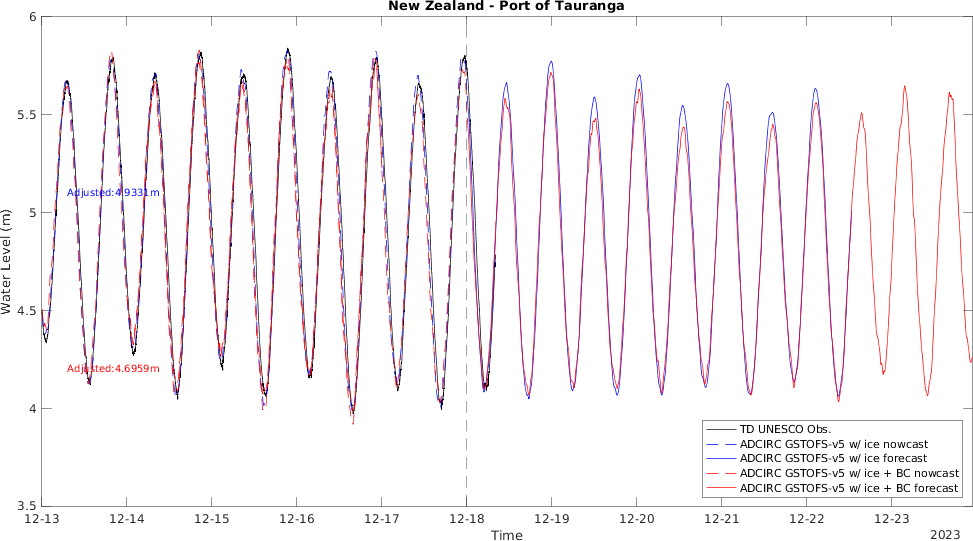 New Zealand - Port of Tauranga
6
5.5
5
4.5
4
3.5
Water Level (m)
Adjusted:4.9331m
Adjusted:4.6959m
TD UNESCO Obs.
ADCIRC GSTOFS-v5 w/ ice nowcast
ADCIRC GSTOFS-v5 w/ ice forecast
ADCIRC GSTOFS-v5 w/ ice + BC nowcast
ADCIRC GSTOFS-v5 w/ ice + BC forecast
12-13 12-14 12-15 12-16 12-17 12-18 12-19 12-20 12-21 12-22 12-23
Time
2023